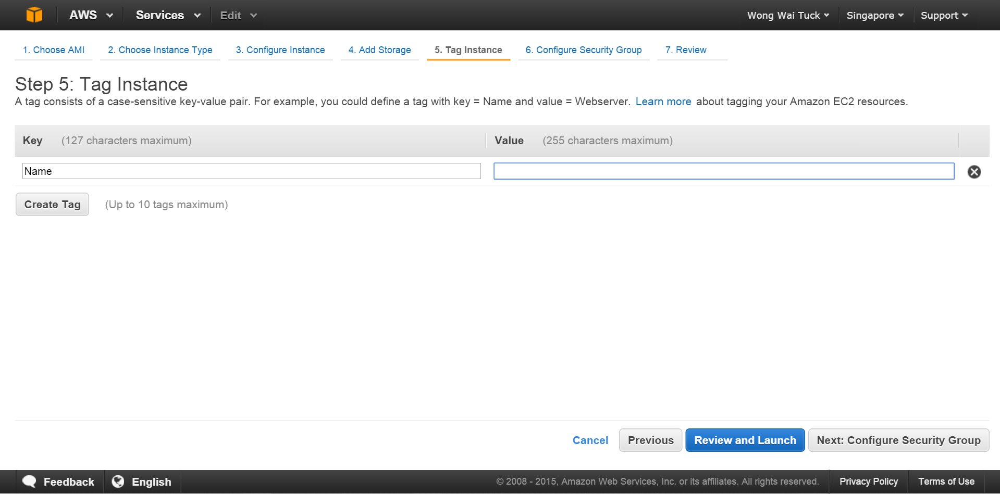 AWS Services Edit Wong Wai Tuck Singapore Support
1. Choose AMI 2. Choose Instance Type 3. Configure Instance 4. Add Storage 5. Tag Instance 6. Configure Security Group 7. Review
Step 5: Tag Instance
A tag consists of a case-sensitive key-value pair. For example, you could define a tag with key = Name and value = Webserver. Learn more about tagging your Amazon EC2 resources.
Key (127 characters maximum) Value (255 characters maximum)
Name
Create Tag (Up to 10 tags maximum)
Cancel Previous Review and Launch Next: Configure Security Group
Feedback English © 2008 - 2015, Amazon Web Services, Inc. or its affiliates. All rights reserved. Privacy Policy Terms of Use